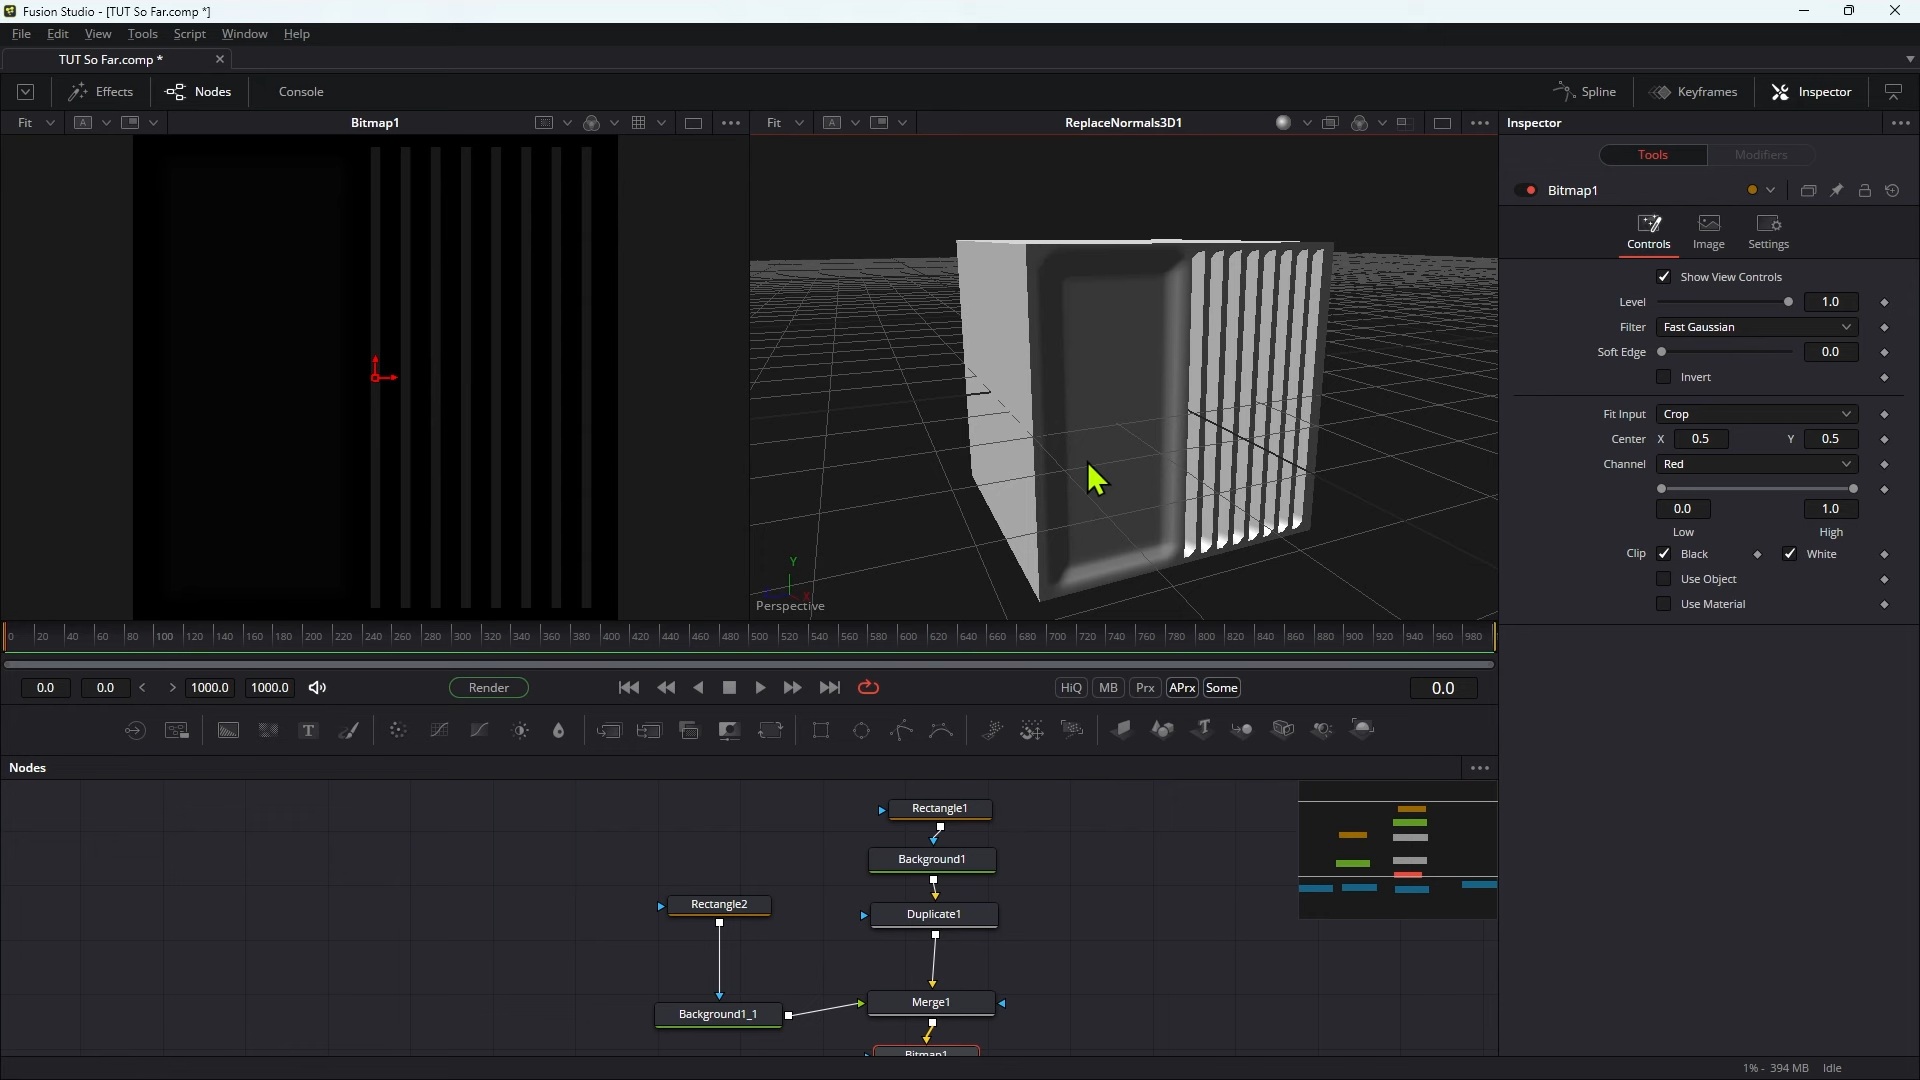 Fusion Studio - [TUT So Far.comp *]
File Edit View Tools Script Window Help
TUT So Far.comp *
Effects Nodes Console Spline Keyframes Inspector
Fit A Bitmap1 Fit A ReplaceNormals3D1 Inspector
Tools Modifiers
Bitmap1
Controls Image Settings
Show View Controls
Level 1.0
Filter Fast Gaussian
Soft Edge 0.0
Invert
Fit Input Crop
Center X 0.5 Y 0.5
Channel Red
0.0 1.0
Low High
Clip Black White
Use Object
Use Material
Y
X
Perspective
0 20 40 60 80 100 120 140 160 180 200 220 240 260 280 300 320 340 360 380 400 420 440 460 480 500 520 540 560 580 600 620 640 660 680 700 720 740 760 780 800 820 840 860 880 900 920 940 960 980
0.0 0.0 < > 1000.0 1000.0 Render HiQ MB Prx APrx Some 0.0
T T
Nodes
Rectangle1
Background1
Rectangle2
Duplicate1
Merge1
Background1_1
Bitmap1
1% - 394 MB Idle